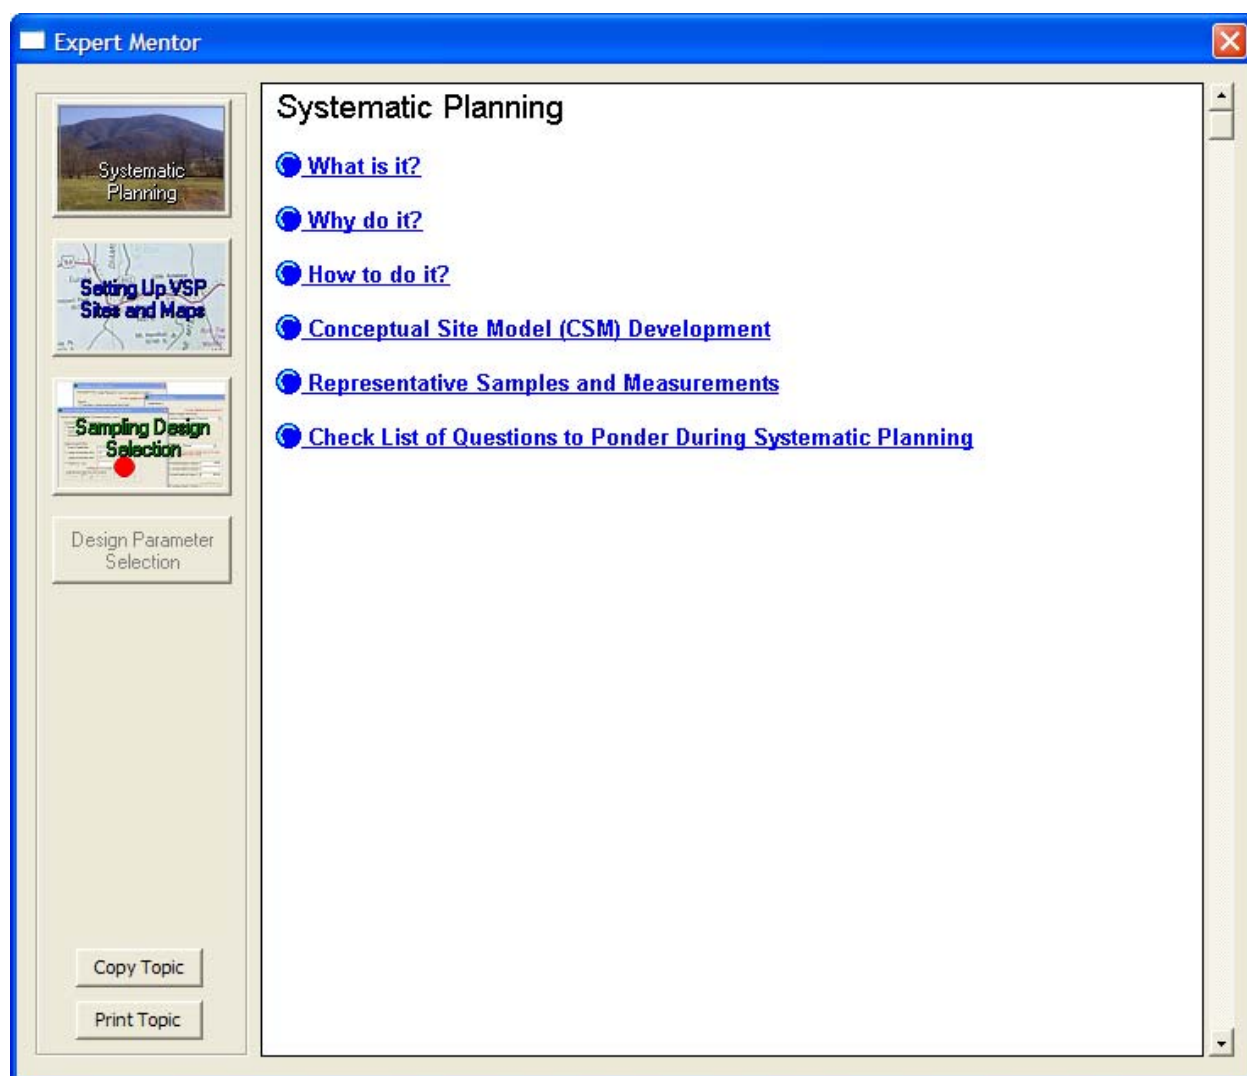 Expert Mentor
Systematic
Planning
Setting Up VSP
Sites and Maps
Sampling Design
Selection
Design Parameter
Selection
Copy Topic
Print Topic
Systematic Planning
What is it?
Why do it?
How to do it?
Conceptual Site Model (CSM) Development
Representative Samples and Measurements
Check List of Questions to Ponder During Systematic Planning